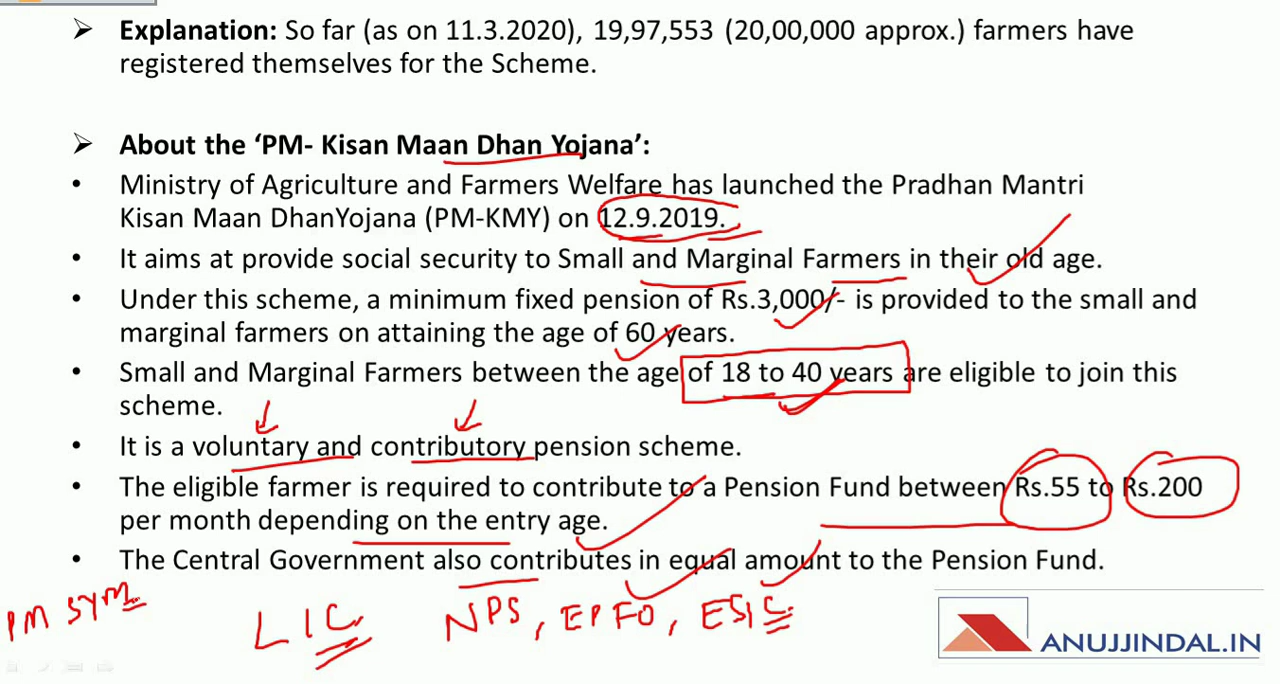 ➢ Explanation: So far (as on 11.3.2020), 19,97,553 (20,00,000 approx.) farmers have
registered themselves for the Scheme.
➢ About the ‘PM- Kisan Maan Dhan Yojana’:
• Ministry of Agriculture and Farmers Welfare has launched the Pradhan Mantri
Kisan Maan DhanYojana (PM-KMY) on 12.9.2019.
• It aims at provide social security to Small and Marginal Farmers in their old age.
• Under this scheme, a minimum fixed pension of Rs.3,000/- is provided to the small and
marginal farmers on attaining the age of 60 years.
• Small and Marginal Farmers between the age of 18 to 40 years are eligible to join this
scheme.
• It is a voluntary and contributory pension scheme.
• The eligible farmer is required to contribute to a Pension Fund between Rs.55 to Rs.200
per month depending on the entry age.
• The Central Government also contributes in equal amount to the Pension Fund.
PM SYM
LIC NPS, EPFO, ESIC
ANUJJINDAL.IN